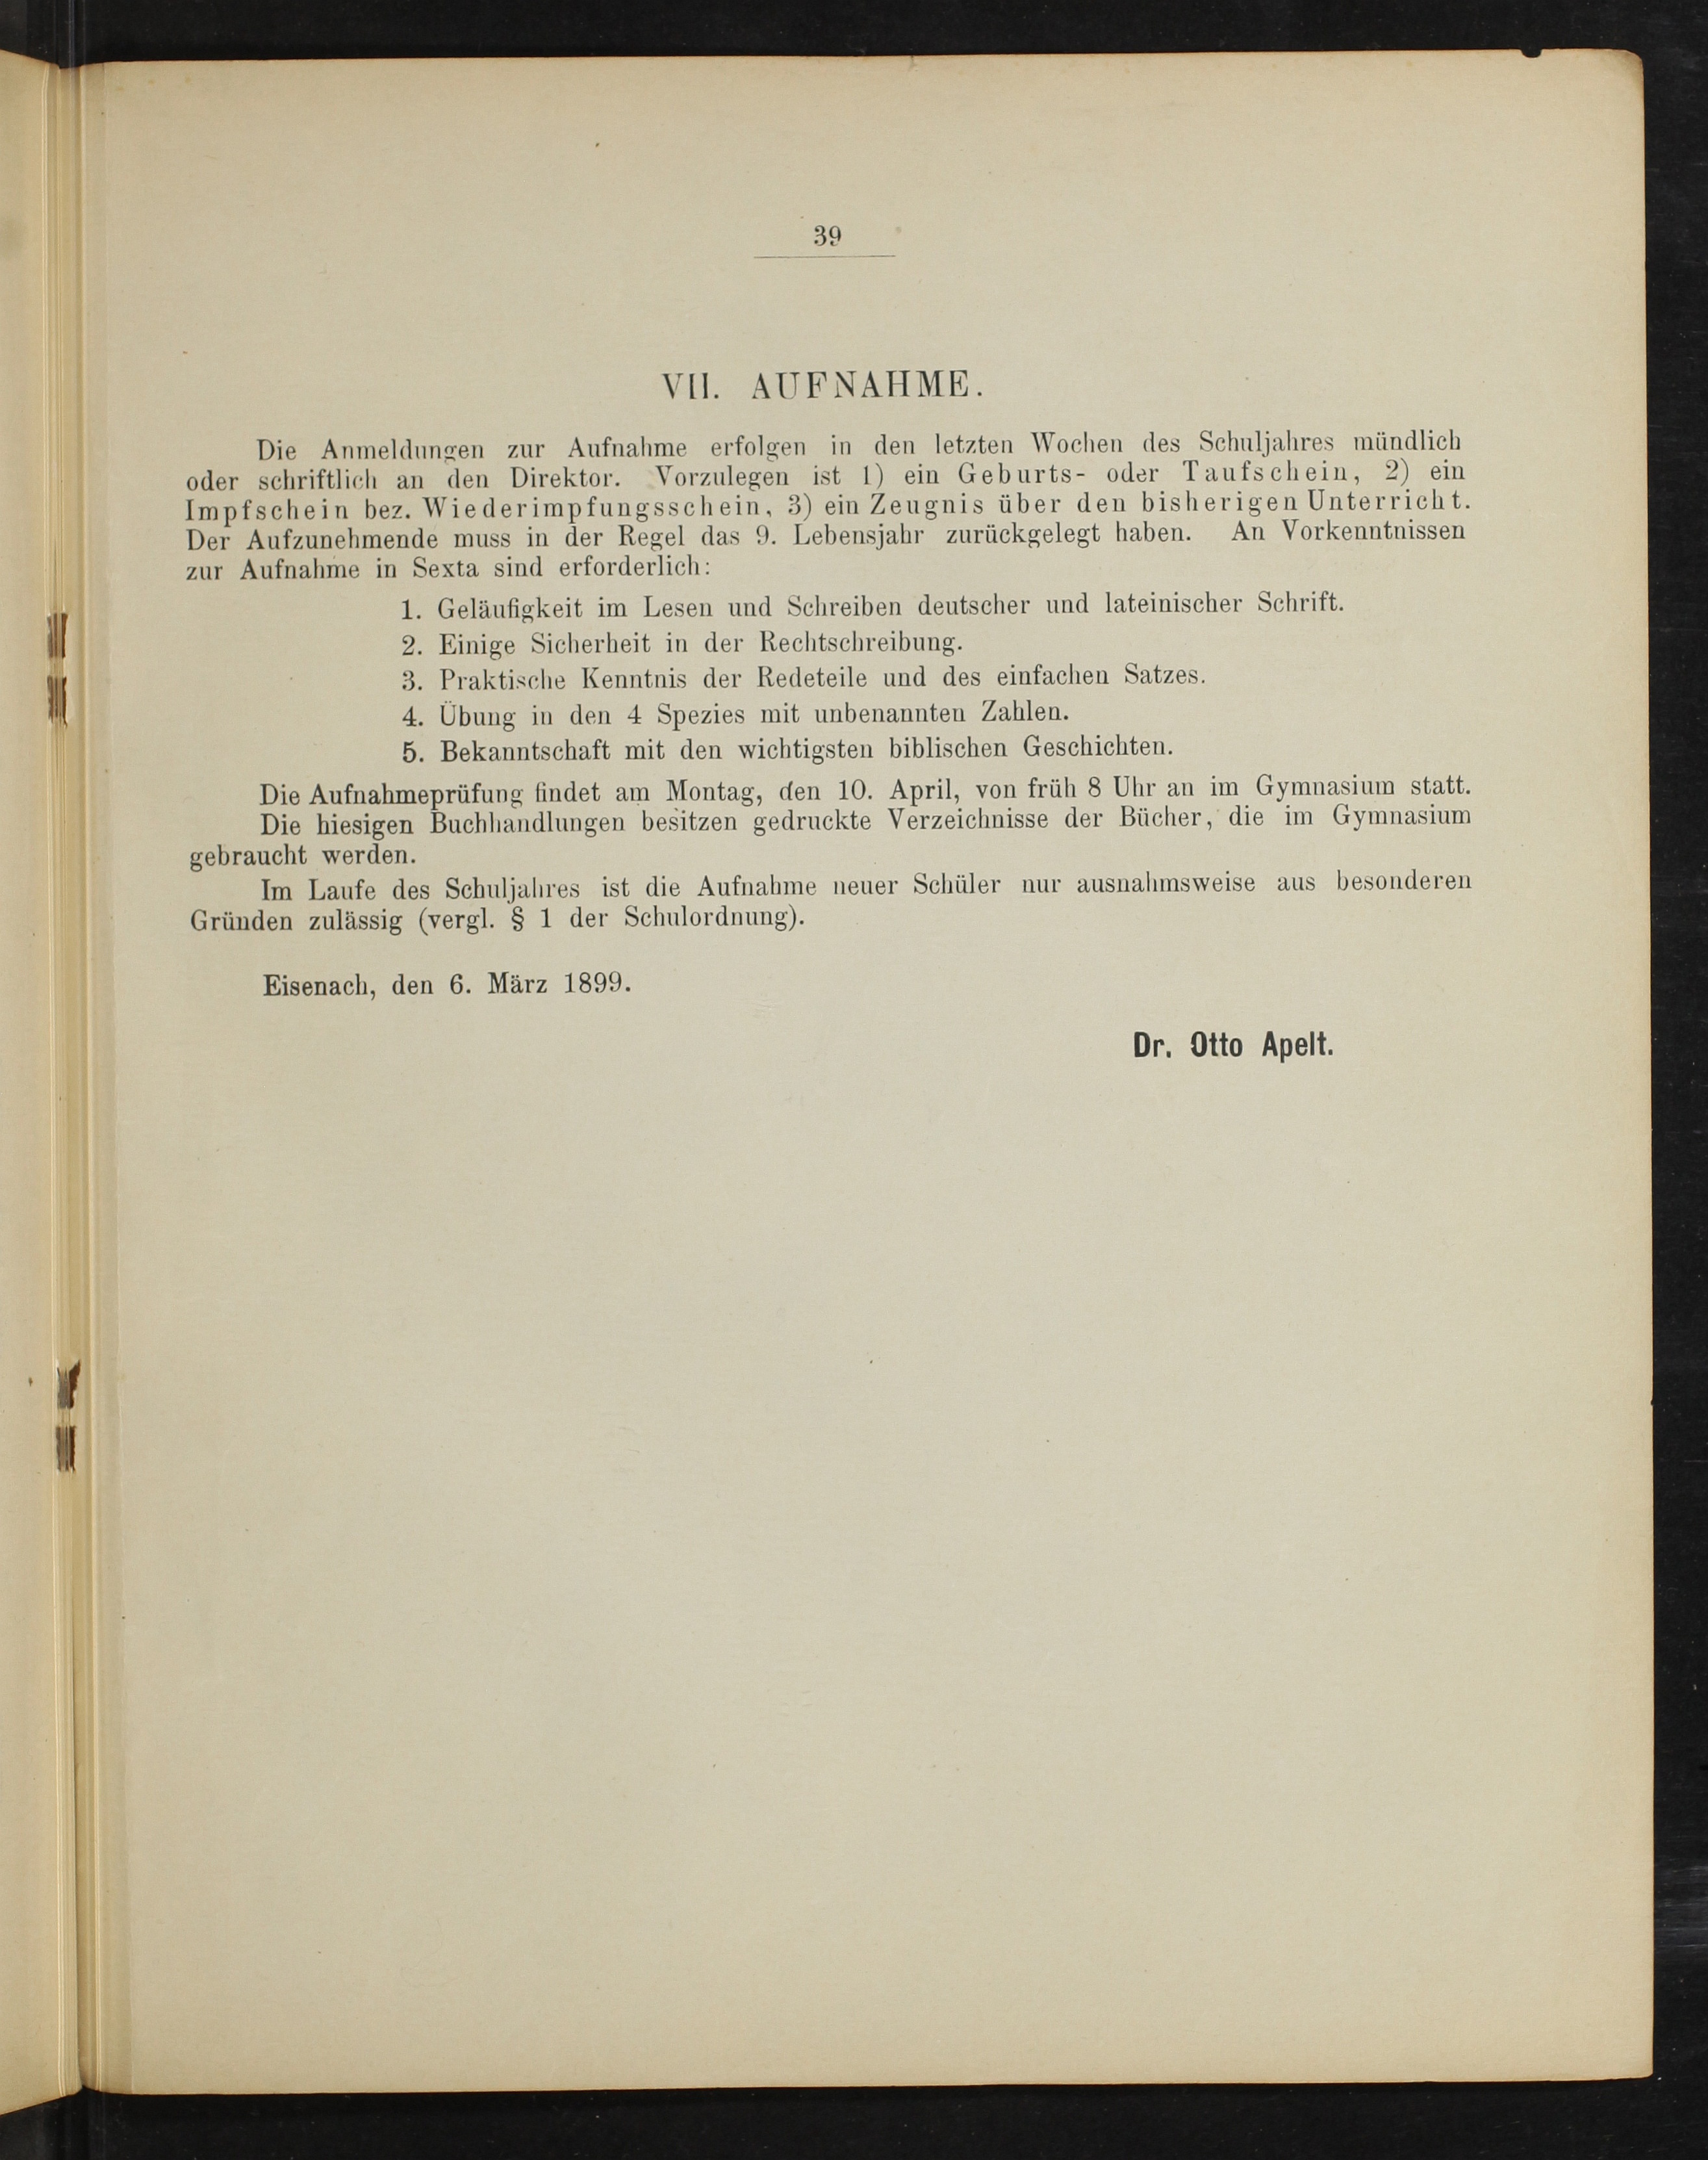 39
VII. AUFNAHME.
Die Anmeldungen zur Aufnahme erfolgen in den letzten Wochen des Schuljahres mündlich
oder schriftlich an den Direktor. Vorzulegen ist 1) ein Geburts- oder Taufschein, 2) ein
Impfschein bez. Wiederimpfungsschein, 3) ein Zeugnis über den bisherigen Unterricht.
Der Aufzunehmende muss in der Regel das 9. Lebensjahr zurückgelegt haben. An Vorkenntnissen
zur Aufnahme in Sexta sind erforderlich:
1. Geläufigkeit im Lesen und Schreiben deutscher und lateinischer Schrift.
2. Einige Sicherheit in der Rechtschreibung.
3. Praktische Kenntnis der Redeteile und des einfachen Satzes.
4. Übung in den 4 Spezies mit unbenannten Zahlen.
5. Bekanntschaft mit den wichtigsten biblischen Geschichten.
Die Aufnahmeprüfung findet am Montag, den 10. April, von früh 8 Uhr an im Gymnasium statt.
Die hiesigen Buchhandlungen besitzen gedruckte Verzeichnisse der Bücher, die im Gymnasium
gebraucht werden.
Im Laufe des Schuljahres ist die Aufnahme neuer Schüler nur ausnahmsweise aus besonderen
Gründen zulässig (vergl. § 1 der Schulordnung).
Eisenach, den 6. März 1899.
Dr. Otto Apelt.